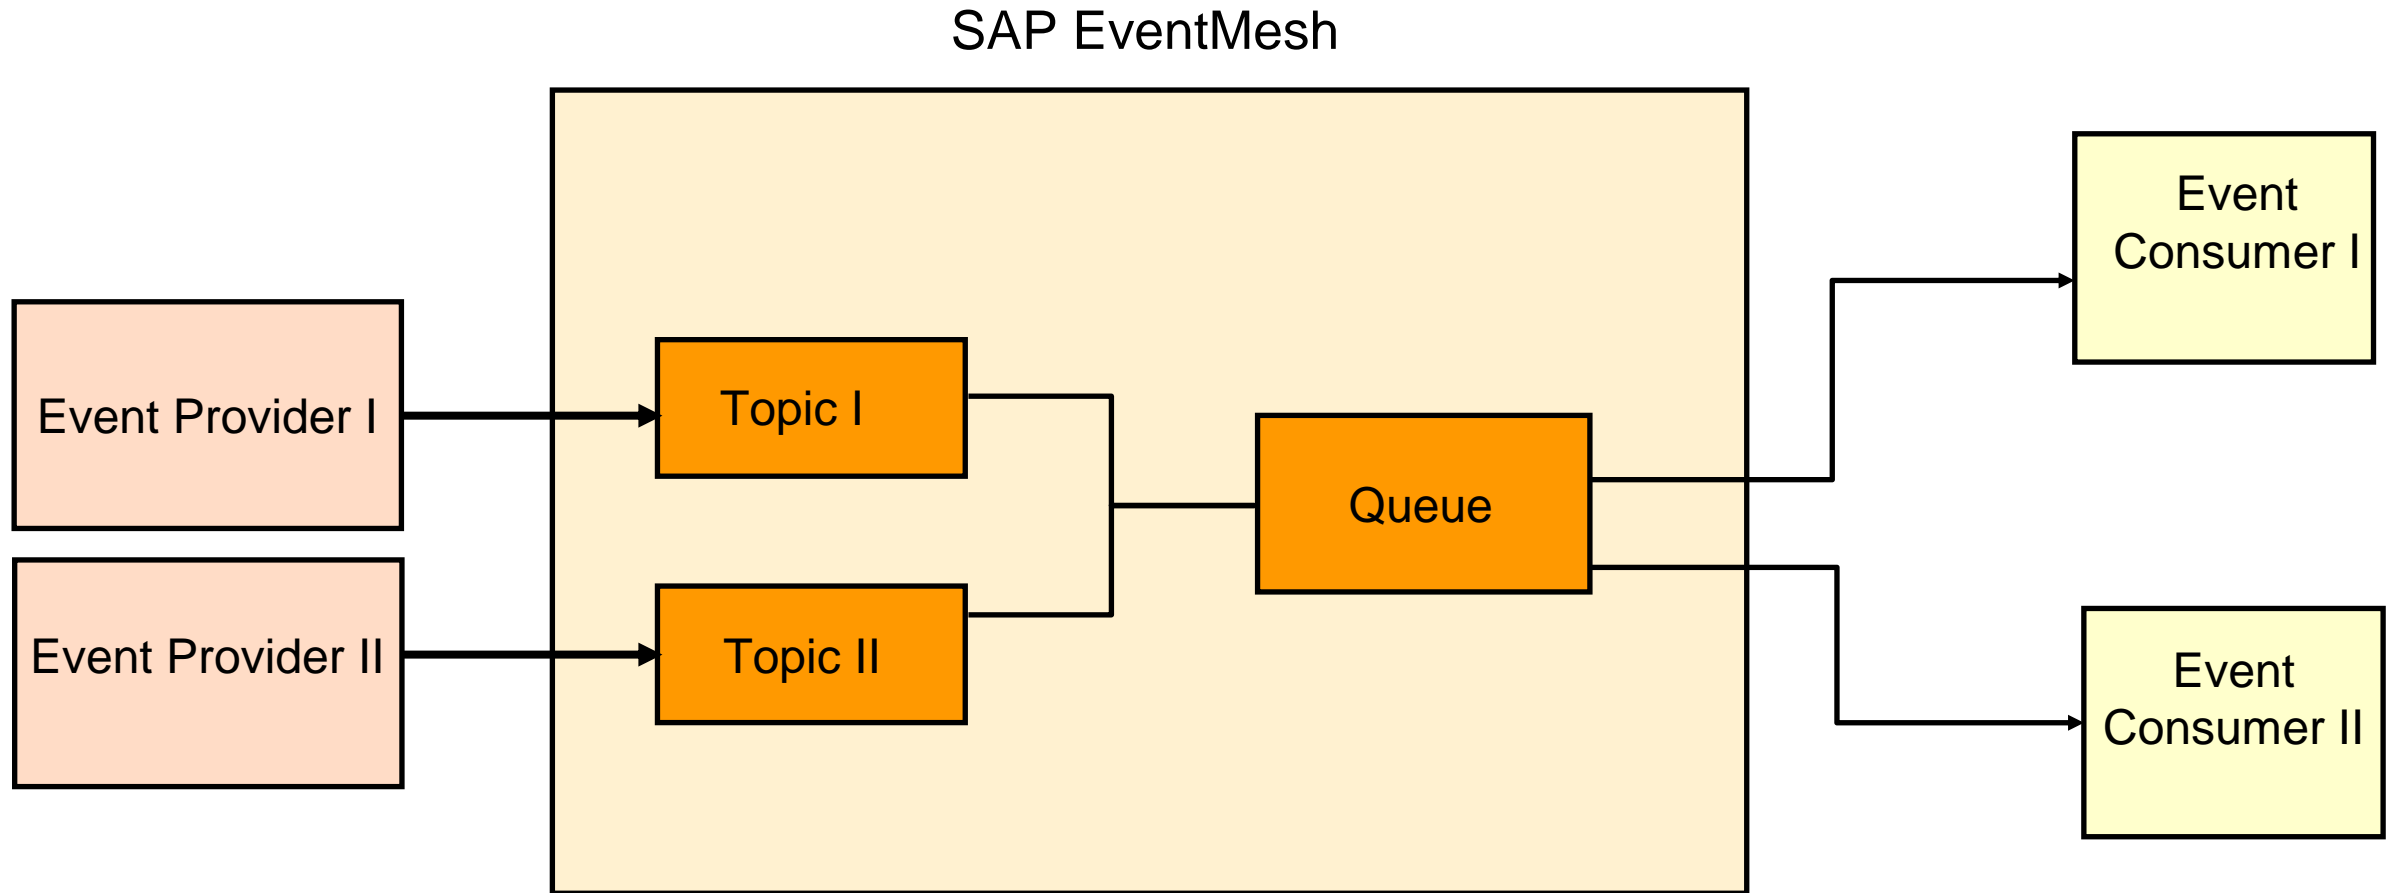 SAP EventMesh
Event Provider I
Event Provider II
Topic I
Topic II
Queue
Event
Consumer I
Event
Consumer II